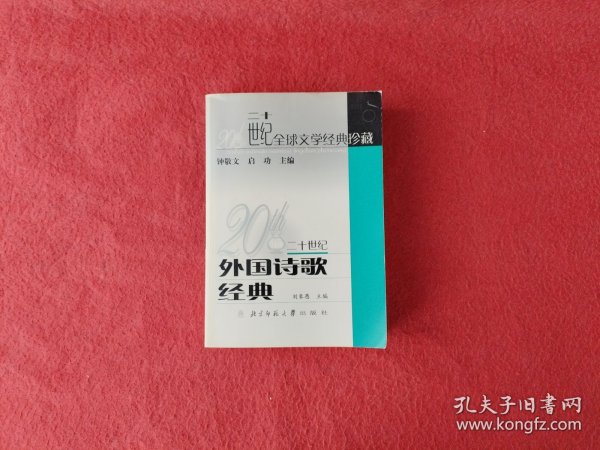 二十
世纪全球文学经典珍藏
钟敬文 启功 主编
20th
二十世纪
外国诗歌
经典
主编
北京师范大学出版社
孔夫子旧书网
www.kongfz.com